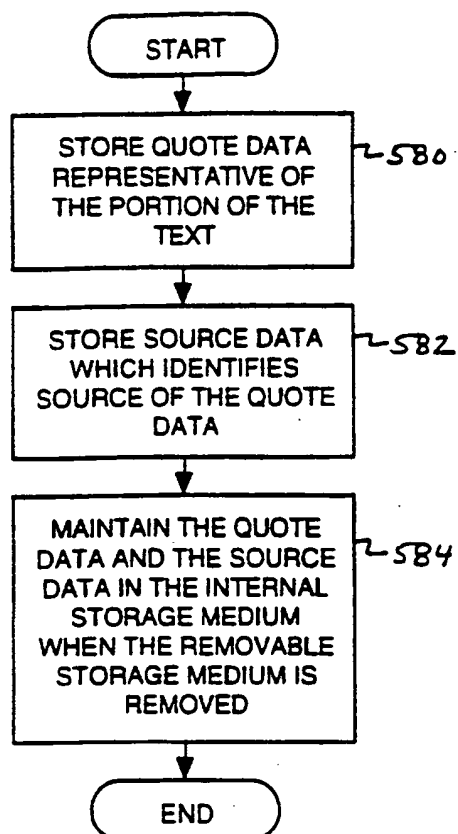 START
STORE QUOTE DATA
REPRESENTATIVE OF
THE PORTION OF THE
TEXT
580
STORE SOURCE DATA
WHICH IDENTIFIES
SOURCE OF THE QUOTE
DATA
582
MAINTAIN THE QUOTE
DATA AND THE SOURCE
DATA IN THE INTERNAL
STORAGE MEDIUM
WHEN THE REMOVABLE
STORAGE MEDIUM IS
REMOVED
584
END